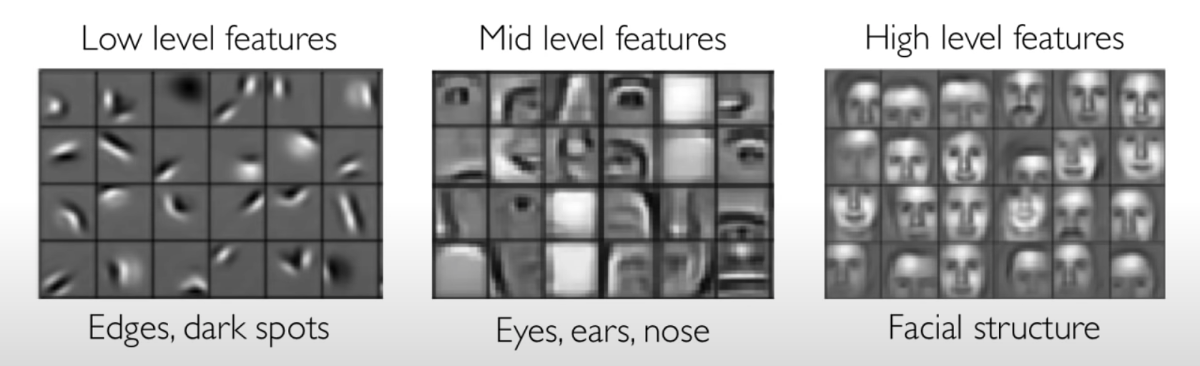 Low level features
Mid level features
High level features
Edges, dark spots
Eyes, ears, nose
Facial structure